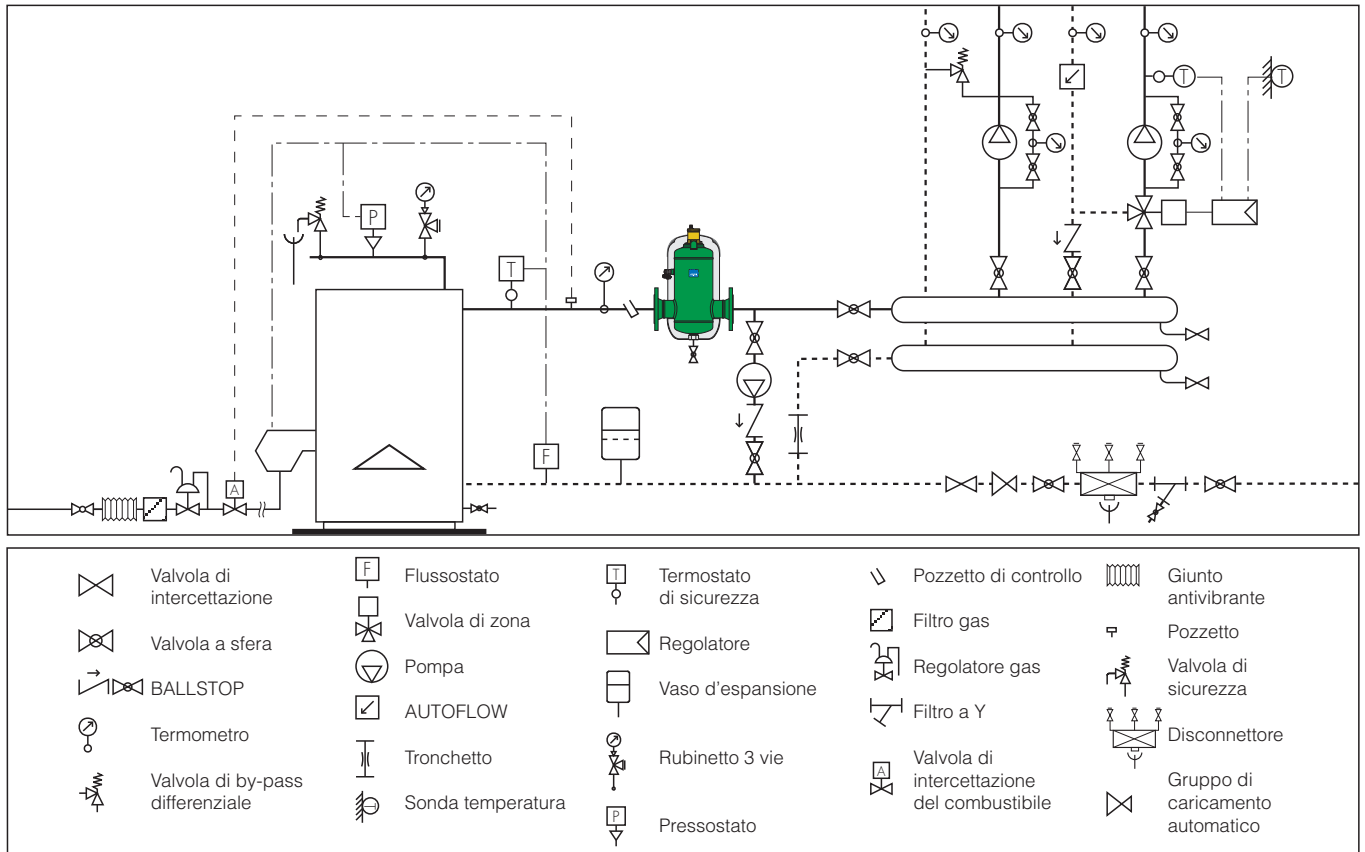 T
T
P
T
F
A
Valvola di
intercettazione
Valvola a sfera
BALLSTOP
Termometro
Valvola di by-pass
differenziale
F
Flussostato
Valvola di zona
Pompa
AUTOFLOW
Tronchetto
Sonda temperatura
T
Termostato
di sicurezza
Regolatore
Vaso d'espansione
Rubinetto 3 vie
P
Pressostato
Pozzetto di controllo
Filtro gas
Regolatore gas
Filtro a Y
A
Valvola di
intercettazione
del combustibile
Giunto
antivibrante
Pozzetto
Valvola di
sicurezza
Disconnettore
Gruppo di
caricamento
automatico